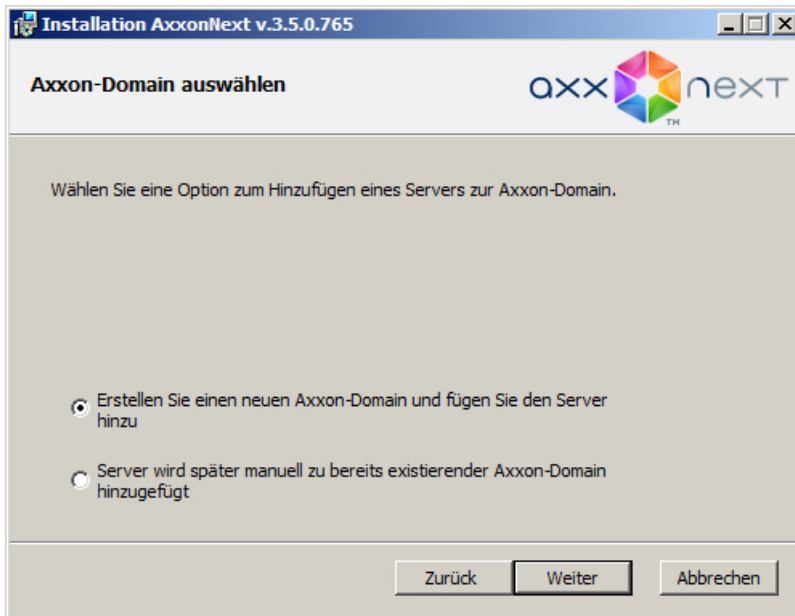 Installation AxxonNext v.3.5.0.765
Axxon-Domain auswählen
axx next
TM
Wählen Sie eine Option zum Hinzufügen eines Servers zur Axxon-Domain.
Erstellen Sie einen neuen Axxon-Domain und fügen Sie den Server
hinzu
Server wird später manuell zu bereits existierender Axxon-Domain
hinzugefügt
Zurück
Weiter
Abbrechen